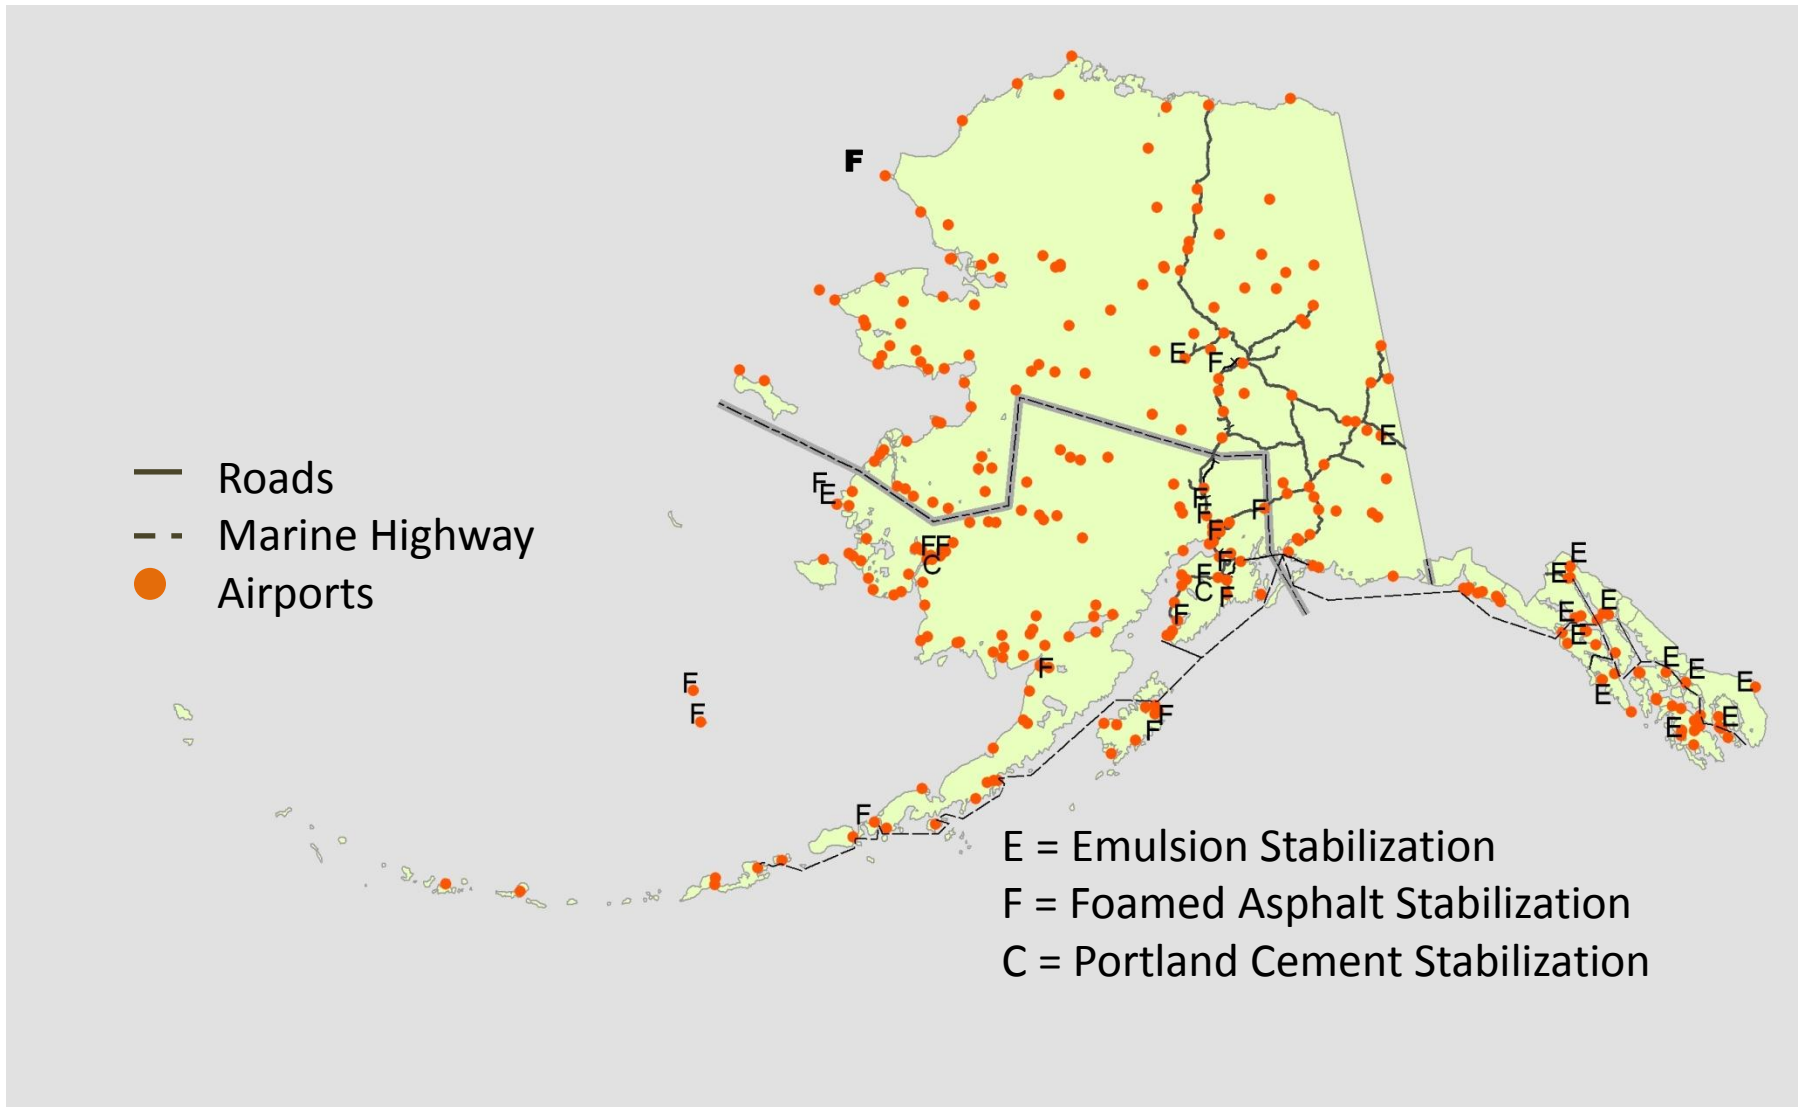 F
E
F
E
F
E
F
F
F
F
F
F F
C
F
F
C
F
F
E
E
E
E
E
E
E
E
E
E
E
F
F
F
F
F
F
Roads
Marine Highway
Airports
E = Emulsion Stabilization
F = Foamed Asphalt Stabilization
C = Portland Cement Stabilization